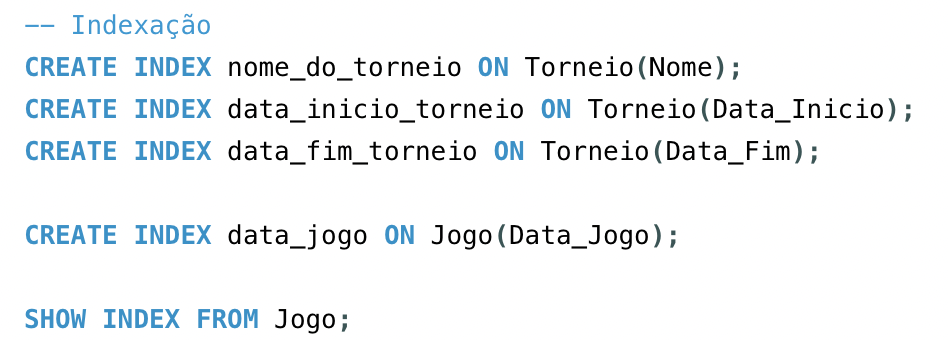 -- Indexação
CREATE INDEX nome_do_torneio ON Torneio(Nome);
CREATE INDEX data_inicio_torneio ON Torneio(Data_Inicio);
CREATE INDEX data_fim_torneio ON Torneio(Data_Fim);
CREATE INDEX data_jogo ON Jogo(Data_Jogo);
SHOW INDEX FROM Jogo;